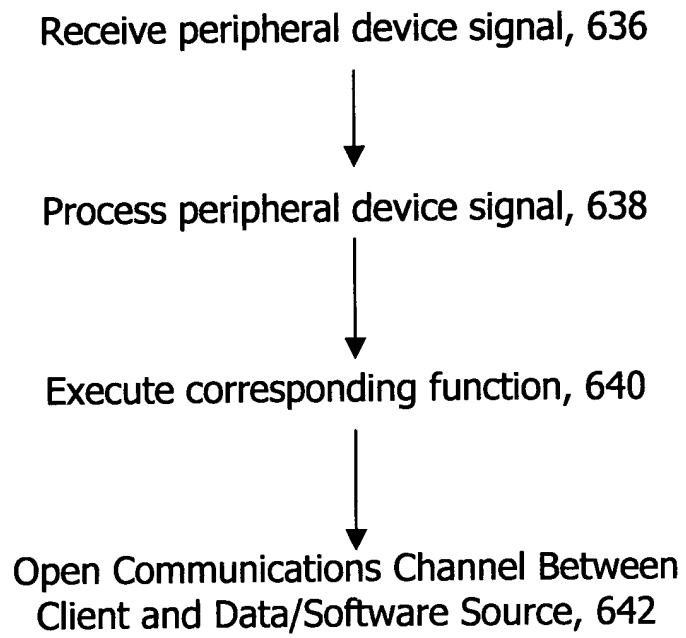 Receive peripheral device signal, 636
Process peripheral device signal, 638
Execute corresponding function, 640
Open Communications Channel Between
Client and Data/Software Source, 642